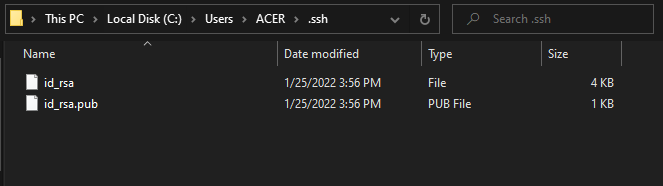 This PC > Local Disk (C:) > Users > ACER > .ssh Search .ssh
Name Date modified Type Size
id_rsa 1/25/2022 3:56 PM File 4 KB
id_rsa.pub 1/25/2022 3:56 PM PUB File 1 KB